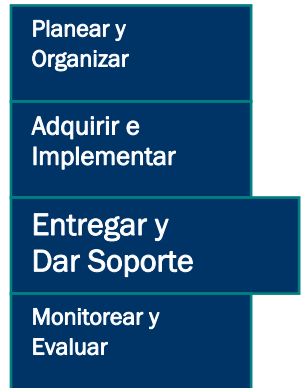 Planear y
Organizar
Adquirir e
Implementar
Entregar y
Dar Soporte
Monitorear y
Evaluar